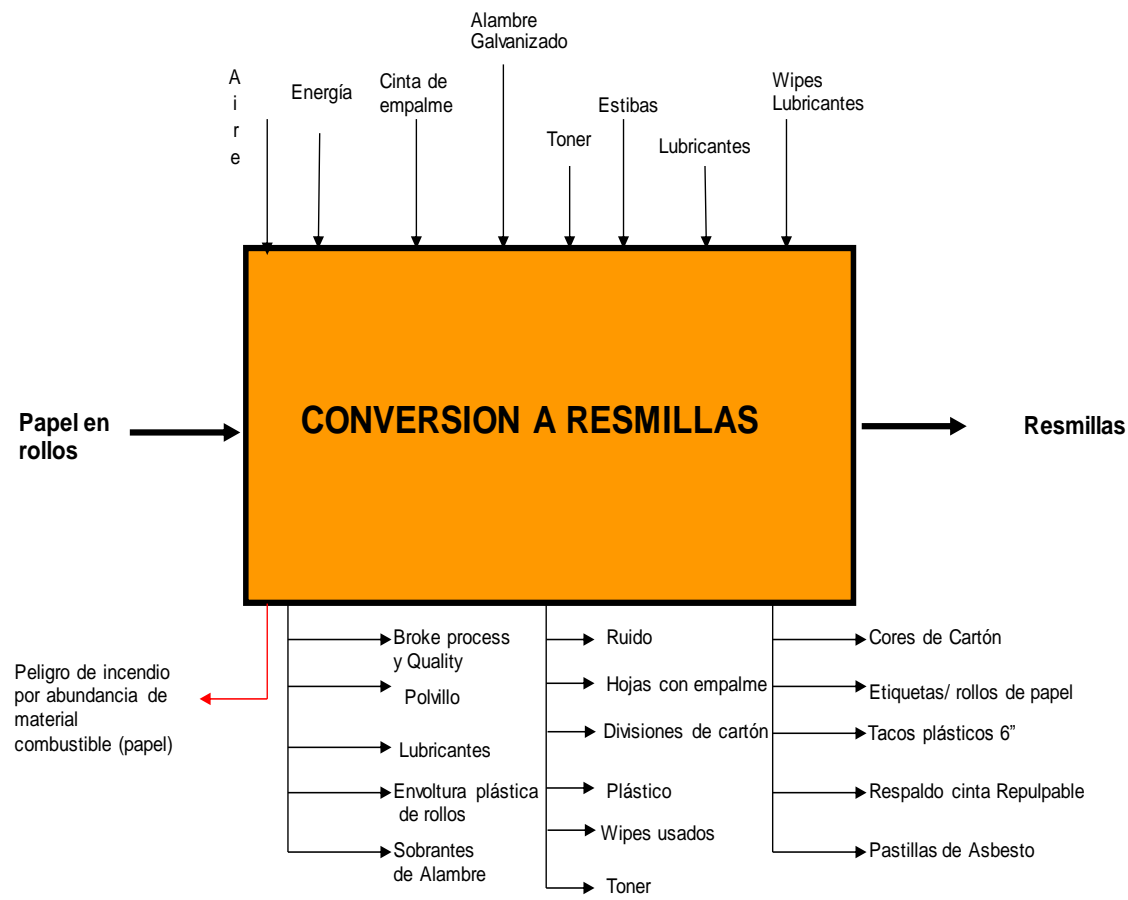 Alambre
Galvanizado
Aire
Energía
Cinta de
empalme
Toner
Estibas
Lubricantes
Wipes
Lubricantes
Papel en
rollos
CONVERSION A RESMILLAS
Resmillas
Peligro de incendio
por abundancia de
material
combustible (papel)
Broke process
y Quality
Polvillo
Lubricantes
Envoltura plástica
de rollos
Sobrantes
de Alambre
Ruido
Hojas con empalme
Divisiones de cartón
Plástico
Wipes usados
Toner
Cores de Cartón
Etiquetas/ rollos de papel
Tacos plásticos 6”
Respaldo cinta Repulpable
Pastillas de Asbesto